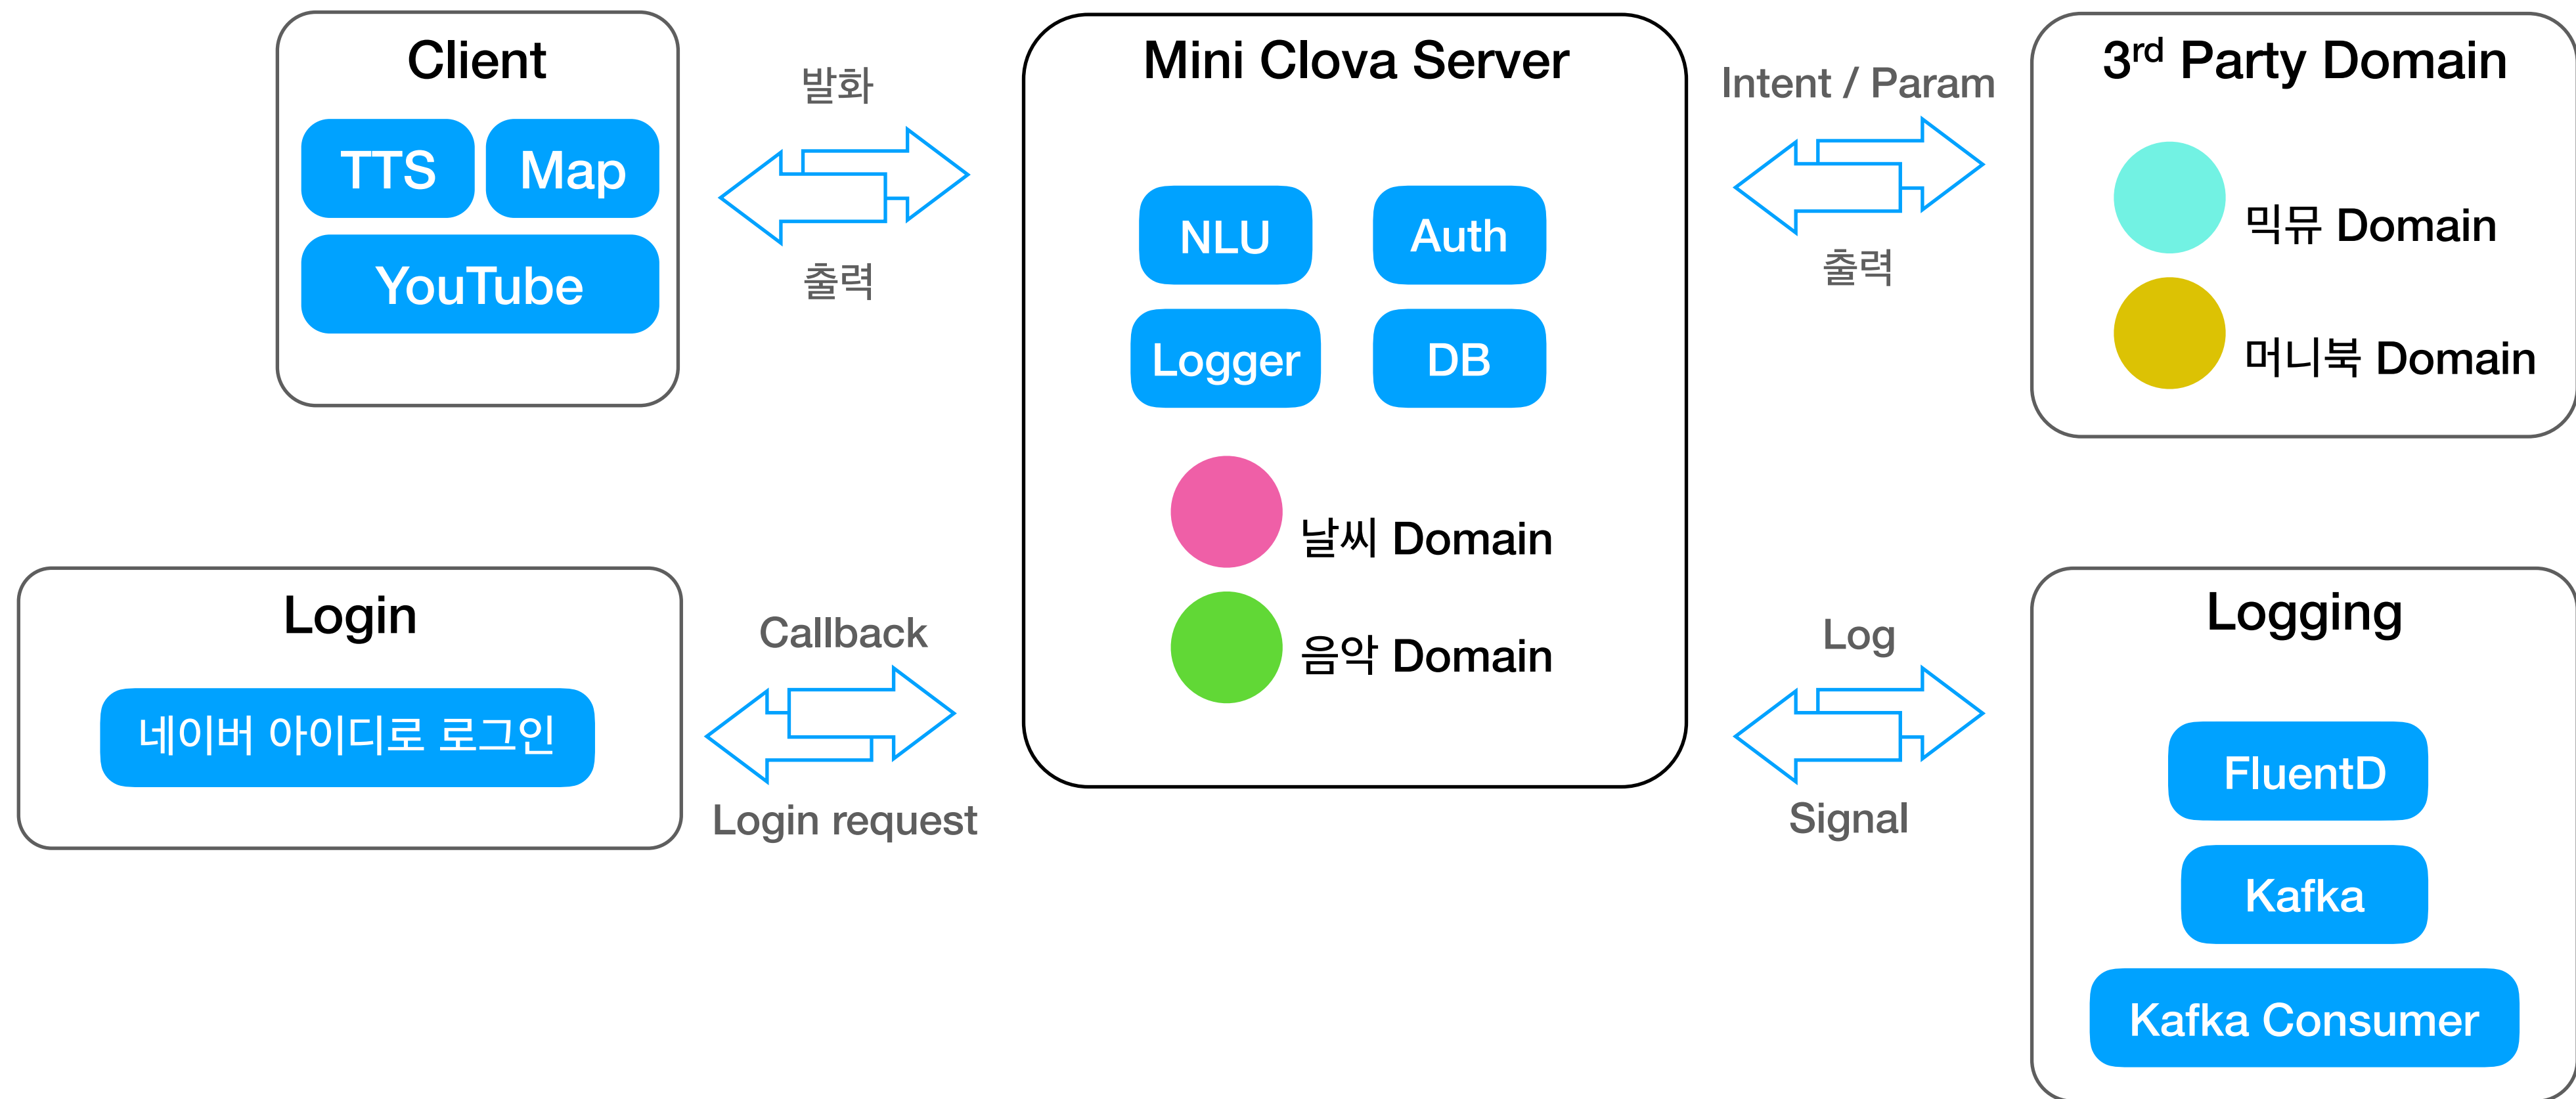 Client
TTS
Map
YouTube
발화
출력
Mini Clova Server
NLU
Auth
Logger
DB
날씨 Domain
음악 Domain
Intent / Param
출력
3rd Party Domain
믹뮤 Domain
머니북 Domain
Login
네이버 아이디로 로그인
Callback
Login request
Log
Signal
Logging
FluentD
Kafka
Kafka Consumer